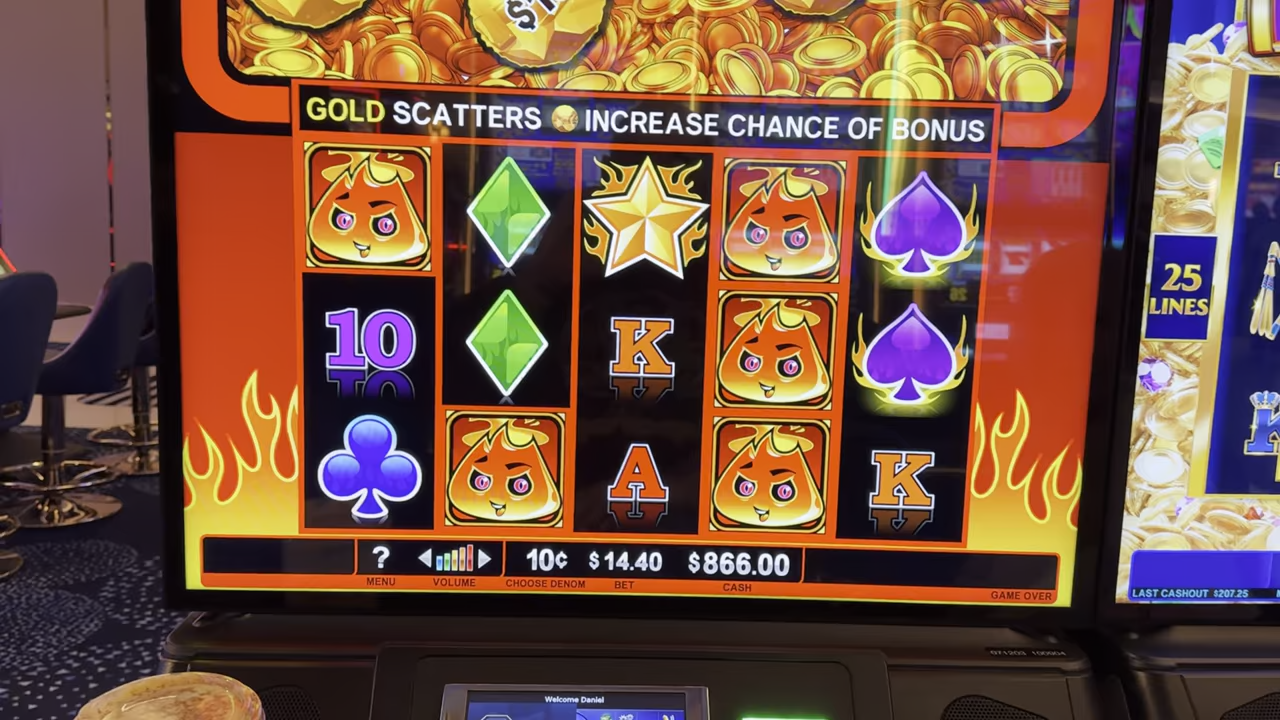 GOLD SCATTERS INCREASE CHANCE OF BONUS
10
K
A
K
25
LINES
? 10¢ $14.40 $866.00
MENU VOLUME CHOOSE DENOM BET CASH GAME OVER
LAST CASHOUT $207.25
Welcome Daniel